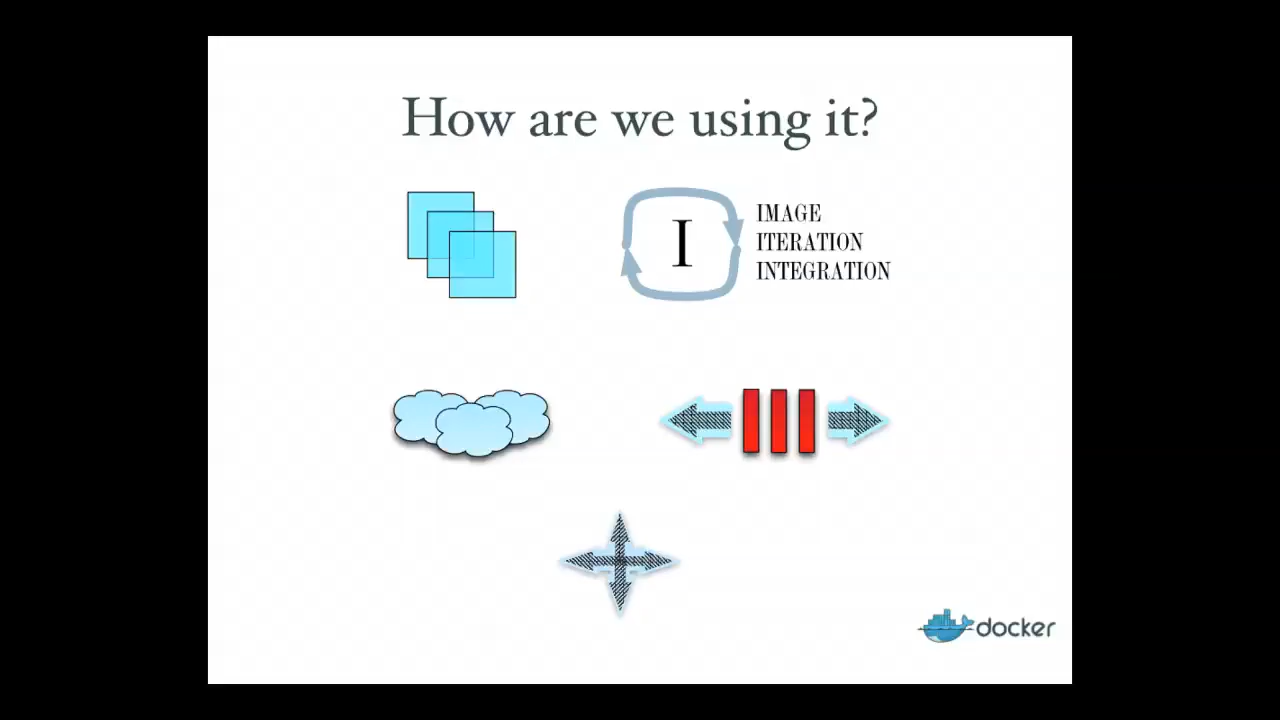 How are we using it?
I
IMAGE
ITERATION
INTEGRATION
docker